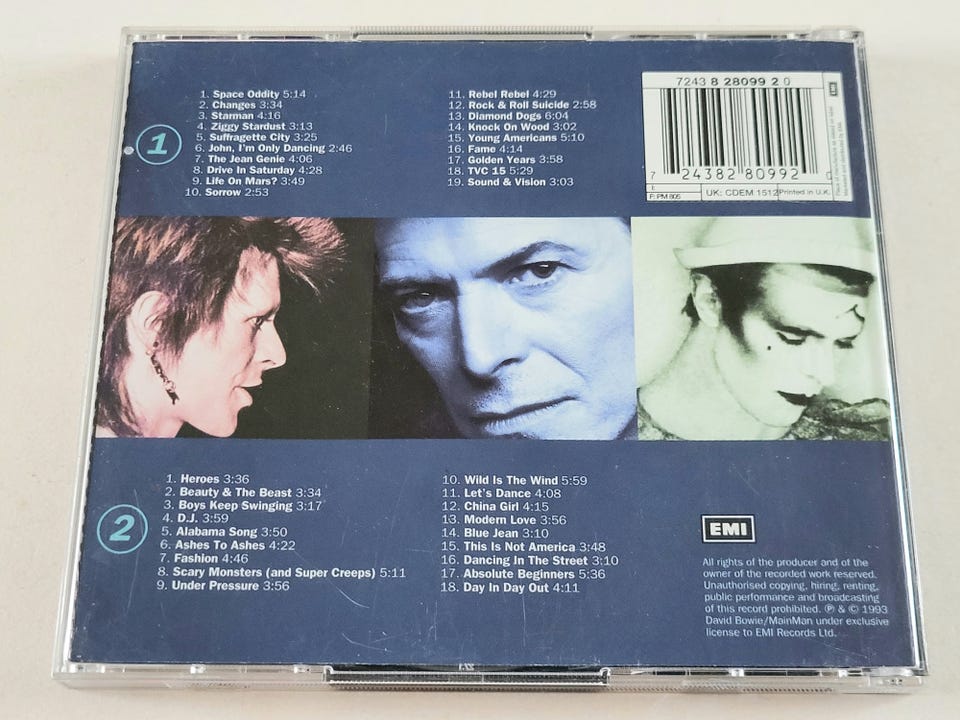 1
1. Space Oddity 5:14
2. Changes 3:34
3. Starman 4:16
4. Ziggy Stardust 3:13
5. Suffragette City 3:25
6. John, I'm Only Dancing 2:46
7. The Jean Genie 4:06
8. Drive In Saturday 4:28
9. Life On Mars? 3:49
10. Sorrow 2:53
11. Rebel Rebel 4:29
12. Rock & Roll Suicide 2:58
13. Diamond Dogs 6:04
14. Knock On Wood 3:02
15. Young Americans 5:10
16. Fame 4:14
17. Golden Years 3:58
18. TVC 15 5:29
19. Sound & Vision 3:03
7243 8 28099 2 0
7 24382 80992 0
F: PM 805
UK: CDEM 1512
Printed in U.K.
EMI
2
1. Heroes 3:36
2. Beauty & The Beast 3:34
3. Boys Keep Swinging 3:17
4. D.J. 3:59
5. Alabama Song 3:50
6. Ashes To Ashes 4:22
7. Fashion 4:46
8. Scary Monsters (and Super Creeps) 5:11
9. Under Pressure 3:56
10. Wild Is The Wind 5:59
11. Let's Dance 4:08
12. China Girl 4:15
13. Modern Love 3:56
14. Blue Jean 3:10
15. This Is Not America 3:48
16. Dancing In The Street 3:10
17. Absolute Beginners 5:36
18. Day In Day Out 4:11
EMI
All rights of the producer and of the
owner of the recorded work reserved.
Unauthorised copying, hiring, renting,
public performance and broadcasting
of this record prohibited. ℗ & © 1993
David Bowie/MainMan under exclusive
license to EMI Records Ltd.